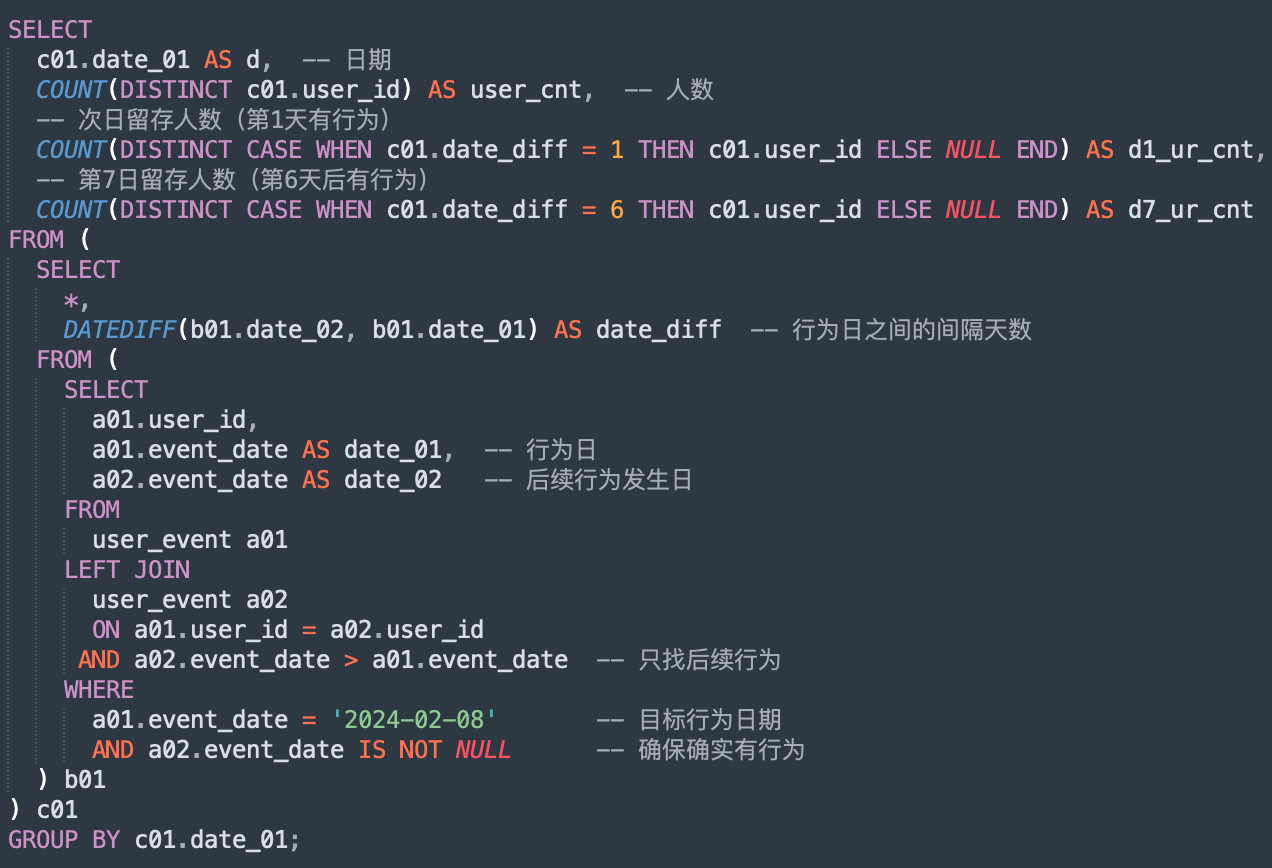 SELECT
  c01.date_01 AS d,  -- 日期
  COUNT(DISTINCT c01.user_id) AS user_cnt,  -- 人数
  -- 次日留存人数（第1天有行为）
  COUNT(DISTINCT CASE WHEN c01.date_diff = 1 THEN c01.user_id ELSE NULL END) AS d1_ur_cnt,
  -- 第7日留存人数（第6天后有行为）
  COUNT(DISTINCT CASE WHEN c01.date_diff = 6 THEN c01.user_id ELSE NULL END) AS d7_ur_cnt
FROM (
  SELECT
    *,
    DATEDIFF(b01.date_02, b01.date_01) AS date_diff  -- 行为日之间的间隔天数
  FROM (
    SELECT
      a01.user_id,
      a01.event_date AS date_01,  -- 行为日
      a02.event_date AS date_02   -- 后续行为发生日
    FROM
      user_event a01
    LEFT JOIN
      user_event a02
      ON a01.user_id = a02.user_id
     AND a02.event_date > a01.event_date  -- 只找后续行为
    WHERE
      a01.event_date = '2024-02-08'       -- 目标行为日期
      AND a02.event_date IS NOT NULL      -- 确保确实有行为
  ) b01
) c01
GROUP BY c01.date_01;